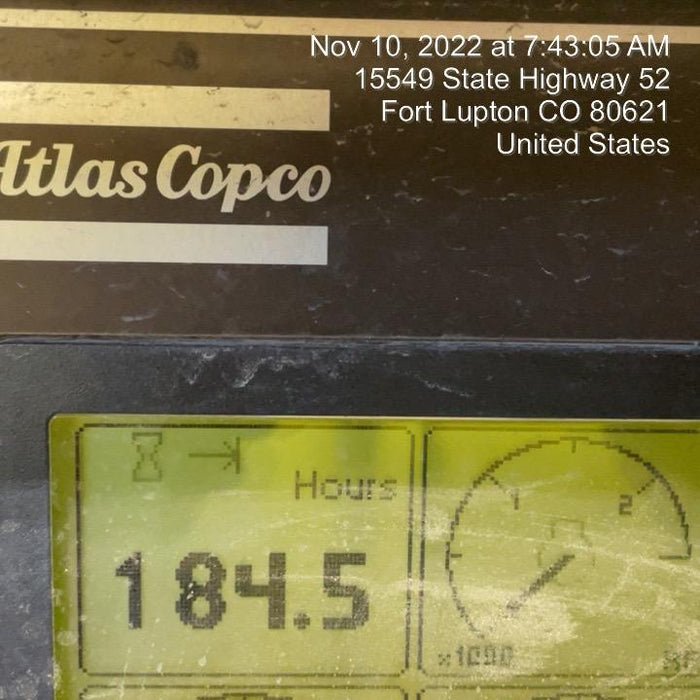 Nov 10, 2022 at 7:43:05 AM
15549 State Highway 52
Fort Lupton CO 80621
United States
Atlas Copco
Hours
184.5
1 2
x1000